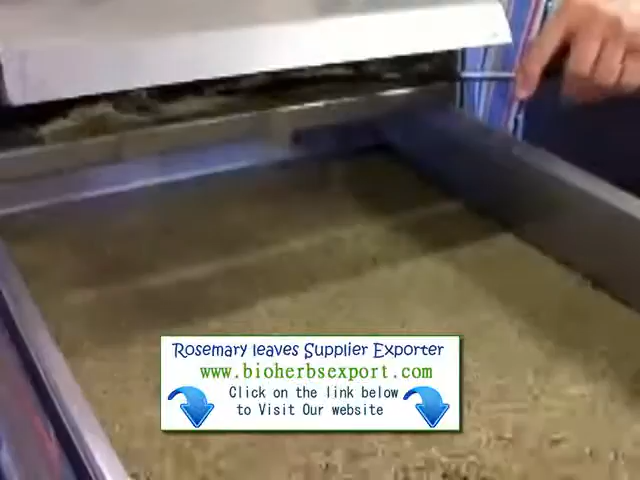 Rosemary leaves Supplier Exporter
www.bioherbsexport.com
Click on the link below
to Visit Our website